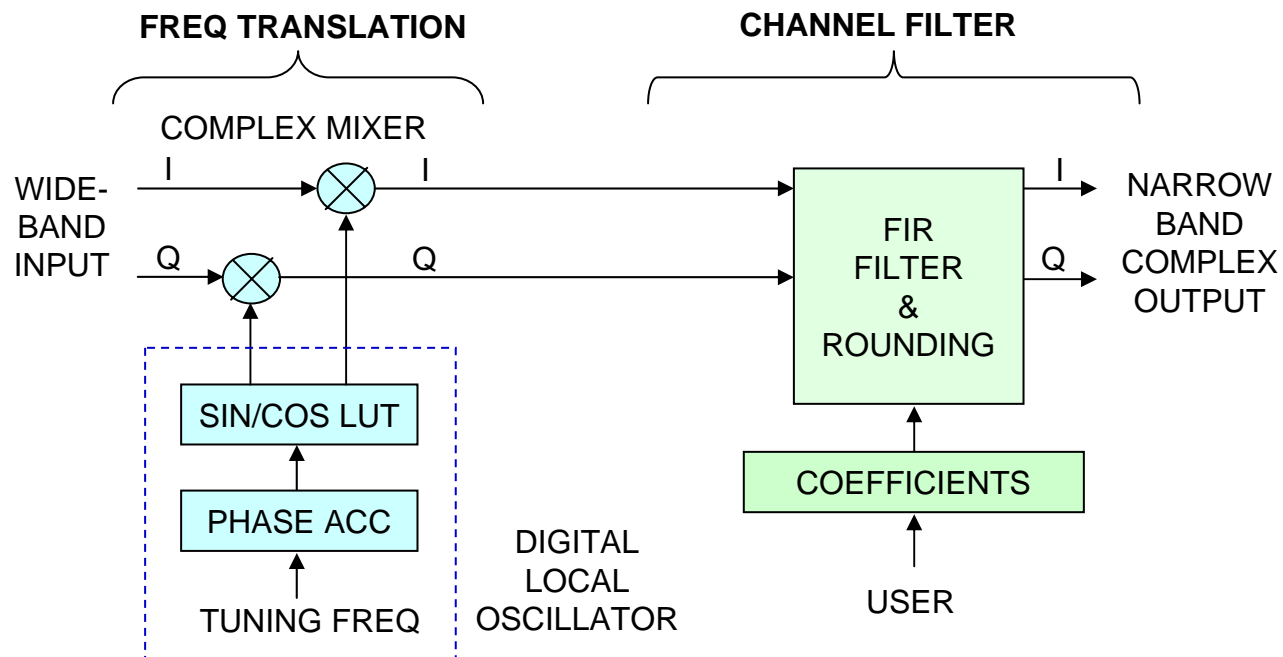 FREQ TRANSLATION
CHANNEL FILTER
COMPLEX MIXER
WIDE-
BAND
INPUT
I
I
Q
Q
FIR
FILTER
&
ROUNDING
I
Q
NARROW
BAND
COMPLEX
OUTPUT
SIN/COS LUT
PHASE ACC
TUNING FREQ
DIGITAL
LOCAL
OSCILLATOR
COEFFICIENTS
USER